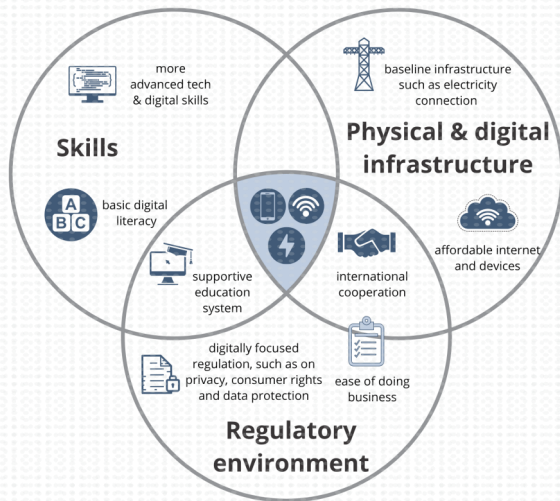 more
advanced tech
& digital skills
baseline infrastructure
such as electricity
connection
Skills
Physical & digital
infrastructure
A
B C
basic digital
literacy
supportive
education
system
international
cooperation
affordable internet
and devices
digitally focused
regulation, such as on
privacy, consumer rights
and data protection
ease of doing
business
Regulatory
environment